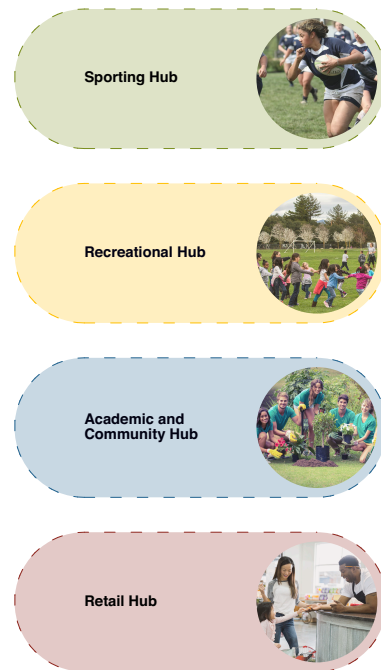 Sporting Hub
Recreational Hub
Academic and
Community Hub
Retail Hub